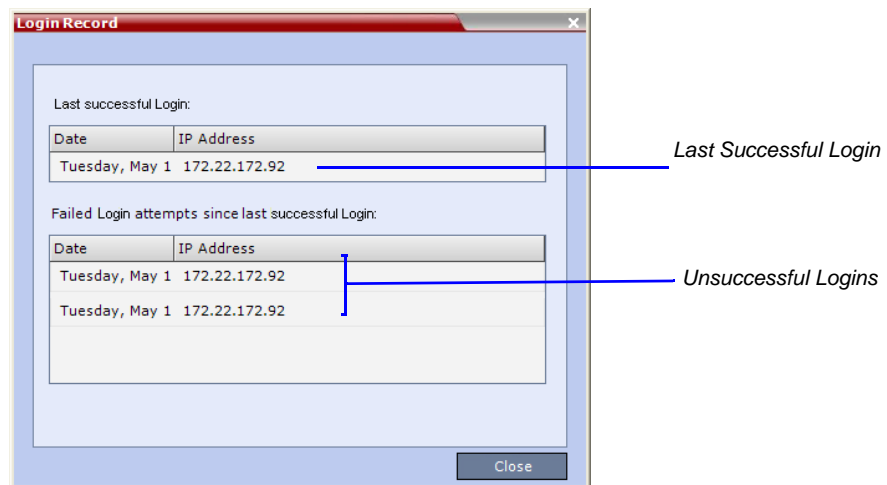 Login Record
Last successful Login:
Date IP Address
Tuesday, May 1 172.22.172.92
Last Successful Login
Failed Login attempts since last successful Login:
Date IP Address
Tuesday, May 1 172.22.172.92
Unsuccessful Logins
Tuesday, May 1 172.22.172.92
Close